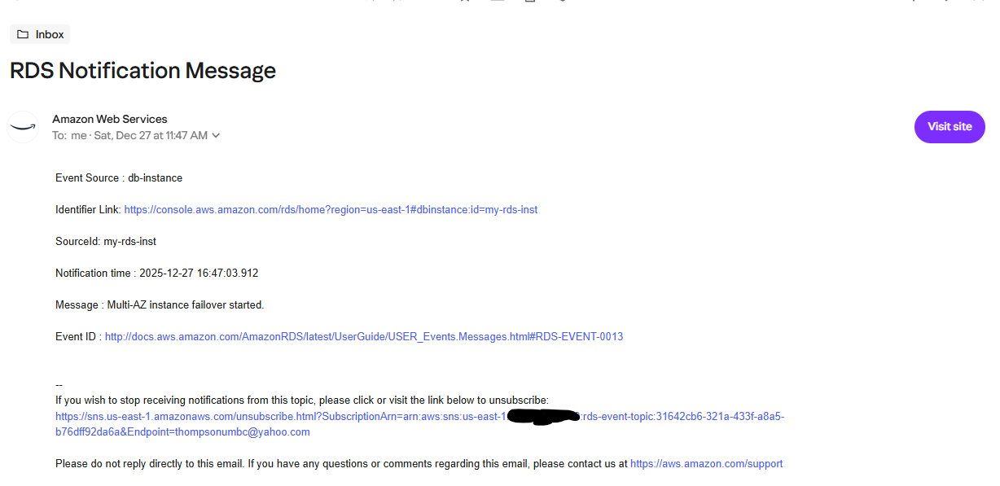 Inbox
RDS Notification Message
Amazon Web Services
To: me · Sat, Dec 27 at 11:47 AM
Visit site
Event Source : db-instance
Identifier Link: https://console.aws.amazon.com/rds/home?region=us-east-1#dbinstance:id=my-rds-inst
SourceId: my-rds-inst
Notification time : 2025-12-27 16:47:03.912
Message : Multi-AZ instance failover started.
Event ID : http://docs.aws.amazon.com/AmazonRDS/latest/UserGuide/USER_Events.Messages.html#RDS-EVENT-0013
--
If you wish to stop receiving notifications from this topic, please click or visit the link below to unsubscribe:
https://sns.us-east-1.amazonaws.com/unsubscribe.html?SubscriptionArn=arn:aws:sns:us-east-1 :rds-event-topic:31642cb6-321a-433f-a8a5-
b76dff92da6a&Endpoint=thompsonumbc@yahoo.com
Please do not reply directly to this email. If you have any questions or comments regarding this email, please contact us at https://aws.amazon.com/support